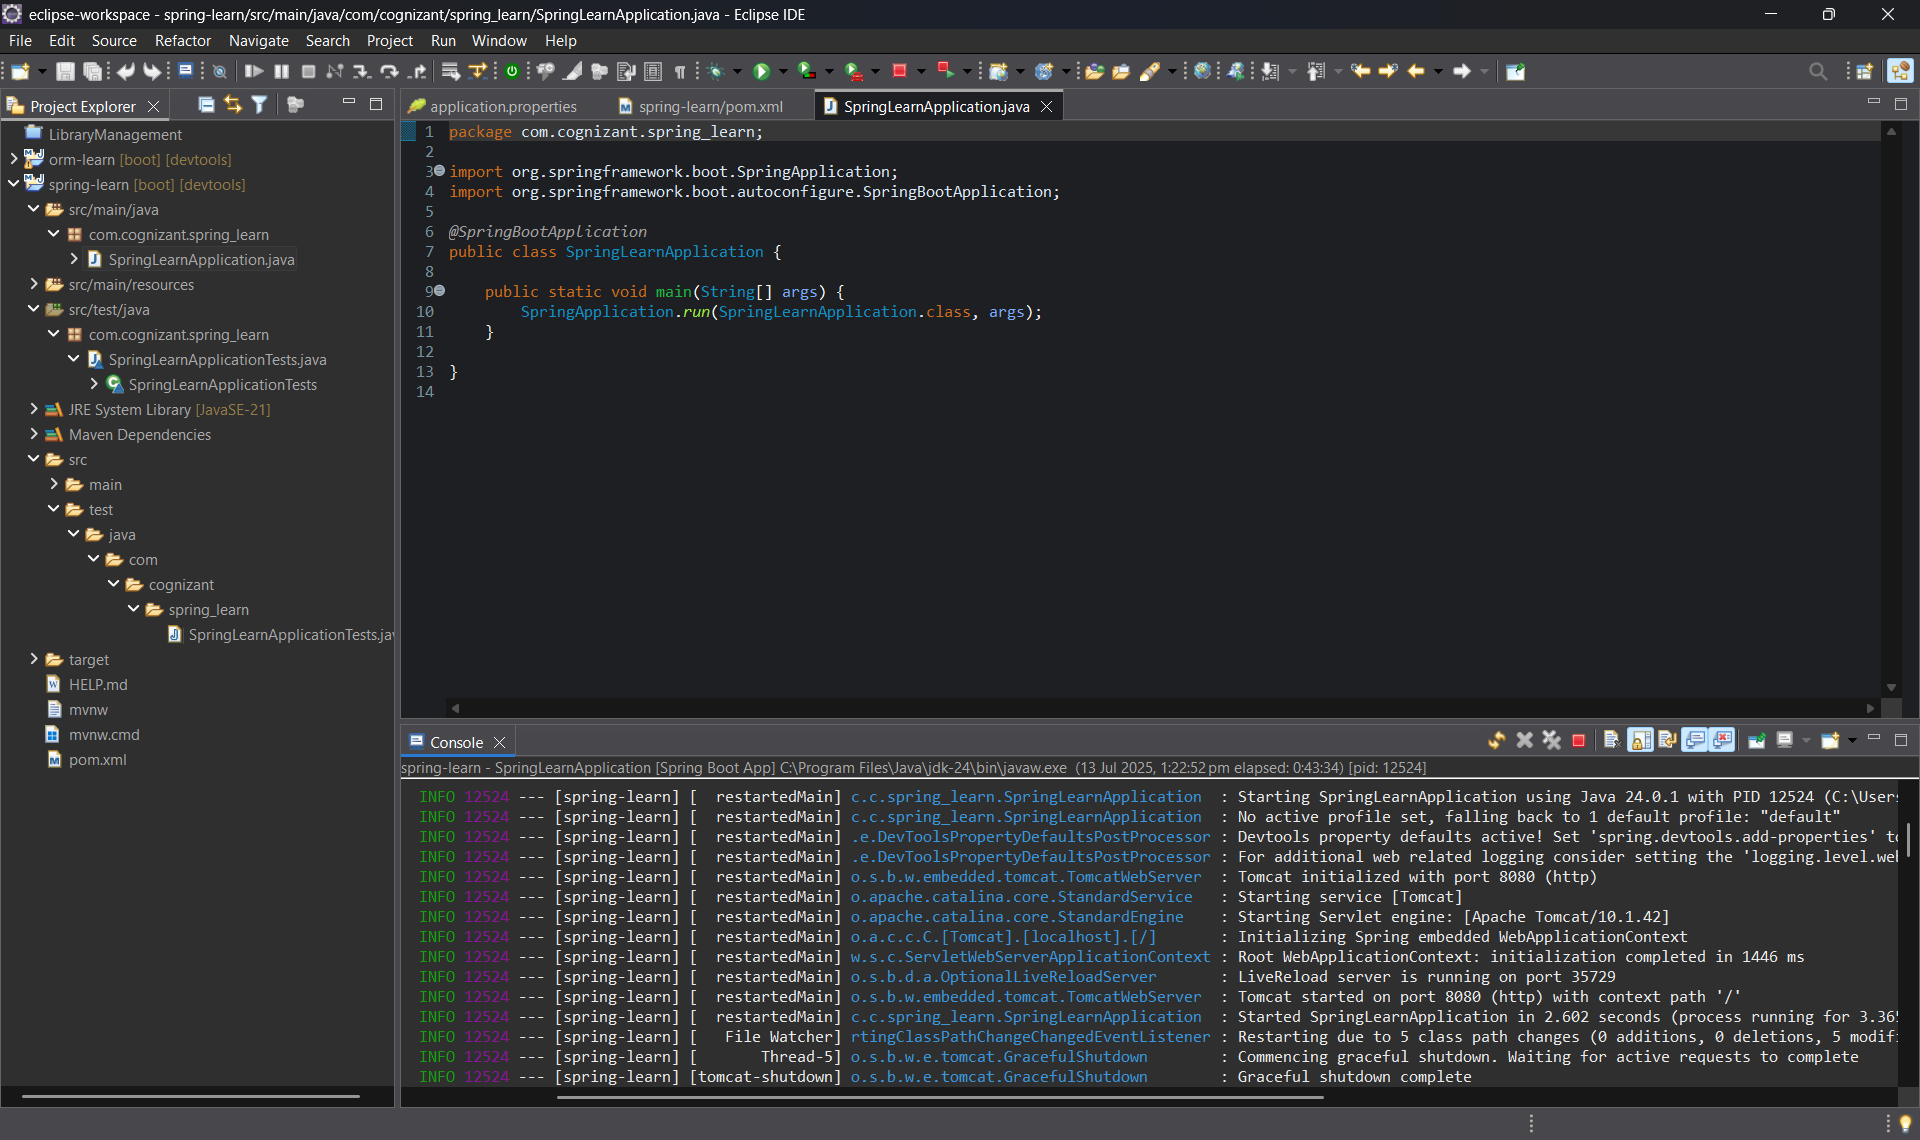 eclipse-workspace - spring-learn/src/main/java/com/cognizant/spring_learn/SpringLearnApplication.java - Eclipse IDE
File Edit Source Refactor Navigate Search Project Run Window Help
Project Explorer
LibraryManagement
orm-learn [boot] [devtools]
spring-learn [boot] [devtools]
src/main/java
com.cognizant.spring_learn
SpringLearnApplication.java
src/main/resources
src/test/java
com.cognizant.spring_learn
SpringLearnApplicationTests.java
SpringLearnApplicationTests
JRE System Library [JavaSE-21]
Maven Dependencies
src
main
test
java
com
cognizant
spring_learn
SpringLearnApplicationTests.ja
target
HELP.md
mvnw
mvnw.cmd
pom.xml
application.properties spring-learn/pom.xml SpringLearnApplication.java
1 package com.cognizant.spring_learn;
2
3 import org.springframework.boot.SpringApplication;
4 import org.springframework.boot.autoconfigure.SpringBootApplication;
5
6 @SpringBootApplication
7 public class SpringLearnApplication {
8
9 public static void main(String[] args) {
10 SpringApplication.run(SpringLearnApplication.class, args);
11 }
12
13 }
14
Console
spring-learn - SpringLearnApplication [Spring Boot App] C:\Program Files\Java\jdk-24\bin\javaw.exe (13 Jul 2025, 1:22:52 pm elapsed: 0:43:34) [pid: 12524]
INFO 12524 --- [spring-learn] [ restartedMain] c.c.spring_learn.SpringLearnApplication : Starting SpringLearnApplication using Java 24.0.1 with PID 12524 (C:\Users
INFO 12524 --- [spring-learn] [ restartedMain] c.c.spring_learn.SpringLearnApplication : No active profile set, falling back to 1 default profile: "default"
INFO 12524 --- [spring-learn] [ restartedMain] .e.DevToolsPropertyDefaultsPostProcessor : Devtools property defaults active! Set 'spring.devtools.add-properties' to
INFO 12524 --- [spring-learn] [ restartedMain] .e.DevToolsPropertyDefaultsPostProcessor : For additional web related logging consider setting the 'logging.level.web
INFO 12524 --- [spring-learn] [ restartedMain] o.s.b.w.embedded.tomcat.TomcatWebServer : Tomcat initialized with port 8080 (http)
INFO 12524 --- [spring-learn] [ restartedMain] o.apache.catalina.core.StandardService : Starting service [Tomcat]
INFO 12524 --- [spring-learn] [ restartedMain] o.apache.catalina.core.StandardEngine : Starting Servlet engine: [Apache Tomcat/10.1.42]
INFO 12524 --- [spring-learn] [ restartedMain] o.a.c.c.C.[Tomcat].[localhost].[/] : Initializing Spring embedded WebApplicationContext
INFO 12524 --- [spring-learn] [ restartedMain] w.s.c.ServletWebServerApplicationContext : Root WebApplicationContext: initialization completed in 1446 ms
INFO 12524 --- [spring-learn] [ restartedMain] o.s.b.d.a.OptionalLiveReloadServer : LiveReload server is running on port 35729
INFO 12524 --- [spring-learn] [ restartedMain] o.s.b.w.embedded.tomcat.TomcatWebServer : Tomcat started on port 8080 (http) with context path '/'
INFO 12524 --- [spring-learn] [ restartedMain] c.c.spring_learn.SpringLearnApplication : Started SpringLearnApplication in 2.602 seconds (process running for 3.365
INFO 12524 --- [spring-learn] [ File Watcher] rtingClassPathChangeChangedEventListener : Restarting due to 5 class path changes (0 additions, 0 deletions, 5 modif
INFO 12524 --- [spring-learn] [ Thread-5] o.s.b.w.e.tomcat.GracefulShutdown : Commencing graceful shutdown. Waiting for active requests to complete
INFO 12524 --- [spring-learn] [tomcat-shutdown] o.s.b.w.e.tomcat.GracefulShutdown : Graceful shutdown complete